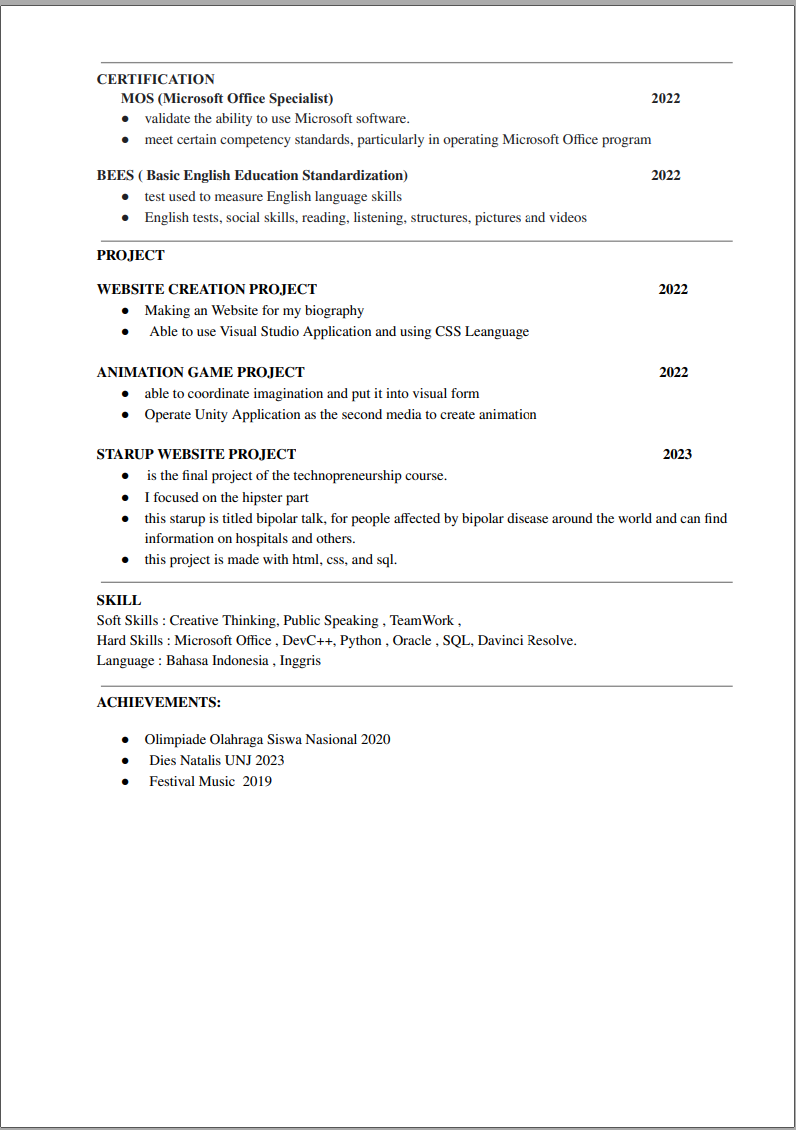 CERTIFICATION
MOS (Microsoft Office Specialist) 2022
● validate the ability to use Microsoft software.
● meet certain competency standards, particularly in operating Microsoft Office program
BEES ( Basic English Education Standardization) 2022
● test used to measure English language skills
● English tests, social skills, reading, listening, structures, pictures and videos
PROJECT
WEBSITE CREATION PROJECT 2022
● Making an Website for my biography
● Able to use Visual Studio Application and using CSS Leanguage
ANIMATION GAME PROJECT 2022
● able to coordinate imagination and put it into visual form
● Operate Unity Application as the second media to create animation
STARUP WEBSITE PROJECT 2023
● is the final project of the technopreneurship course.
● I focused on the hipster part
● this starup is titled bipolar talk, for people affected by bipolar disease around the world and can find
information on hospitals and others.
● this project is made with html, css, and sql.
SKILL
Soft Skills : Creative Thinking, Public Speaking , TeamWork ,
Hard Skills : Microsoft Office , DevC++, Python , Oracle , SQL, Davinci Resolve.
Language : Bahasa Indonesia , Inggris
ACHIEVEMENTS:
● Olimpiade Olahraga Siswa Nasional 2020
● Dies Natalis UNJ 2023
● Festival Music 2019